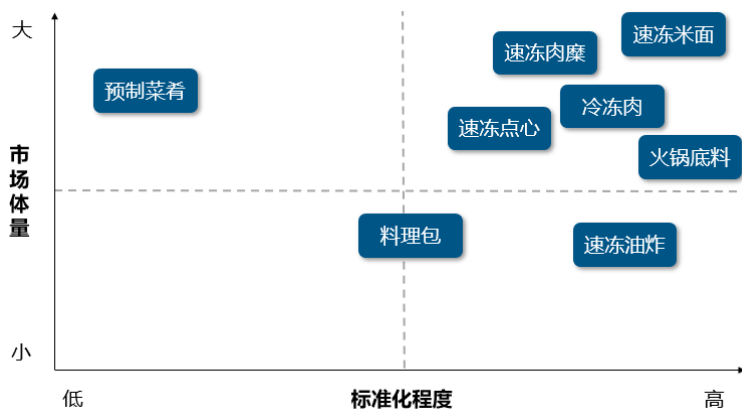 大
速冻米面
速冻肉糜
预制菜肴
冷冻肉
速冻点心
火锅底料
市场体量
料理包
速冻油炸
小
低
标准化程度
高